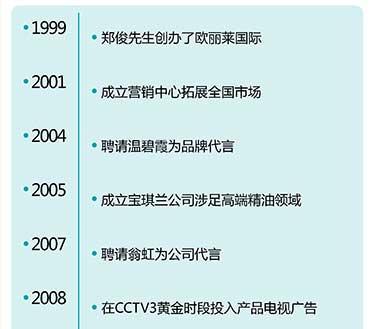 1999
郑俊先生创办了欧丽莱国际
2001
成立营销中心拓展全国市场
2004
聘请温碧霞为品牌代言
2005
成立宝琪兰公司涉足高端精油领域
2007
聘请翁虹为公司代言
2008
在CCTV3黄金时段投入产品电视广告